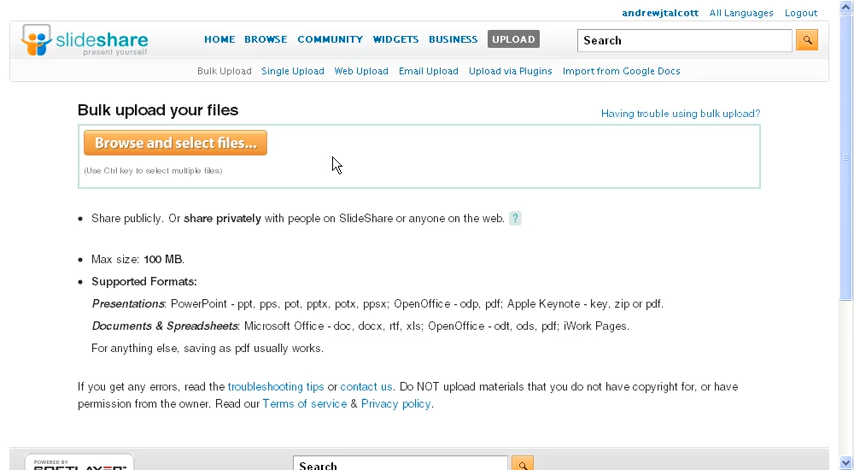 andrewjtalcott All Languages Logout
slideshare
present yourself
HOME BROWSE COMMUNITY WIDGETS BUSINESS UPLOAD
Search
Bulk Upload Single Upload Web Upload Email Upload Upload via Plugins Import from Google Docs
Bulk upload your files
Having trouble using bulk upload?
Browse and select files...
(Use Ctrl key to select multiple files)
• Share publicly. Or share privately with people on SlideShare or anyone on the web. ?
• Max size: 100 MB.
• Supported Formats:
Presentations: PowerPoint - ppt, pps, pot, pptx, potx, ppsx; OpenOffice - odp, pdf; Apple Keynote - key, zip or pdf.
Documents & Spreadsheets: Microsoft Office - doc, docx, rtf, xls; OpenOffice - odt, ods, pdf; iWork Pages.
For anything else, saving as pdf usually works.
If you get any errors, read the troubleshooting tips or contact us. Do NOT upload materials that you do not have copyright for, or have
permission from the owner. Read our Terms of service & Privacy policy.
POWERED BY
SOFTLAYER
Search